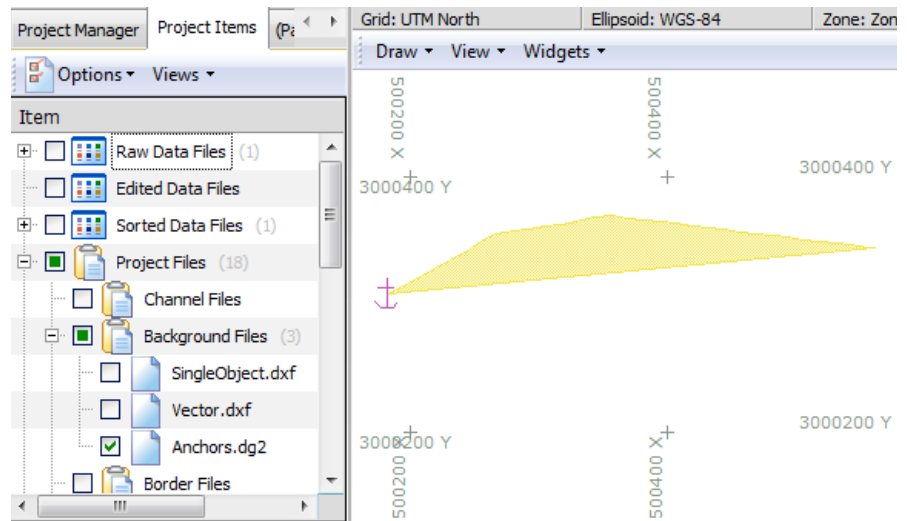 Project Manager
Project Items
(Pa
Options
Views
Item
Raw Data Files (1)
Edited Data Files
Sorted Data Files (1)
Project Files (18)
Channel Files
Background Files (3)
SingleObject.dxf
Vector.dxf
Anchors.dg2
Border Files
Grid: UTM North
Ellipsoid: WGS-84
Zone: Zon
Draw
View
Widgets
500200 X
500400 X
3000400 Y
3000400 Y
3000200 Y
3000200 Y
500200 X
500400 X